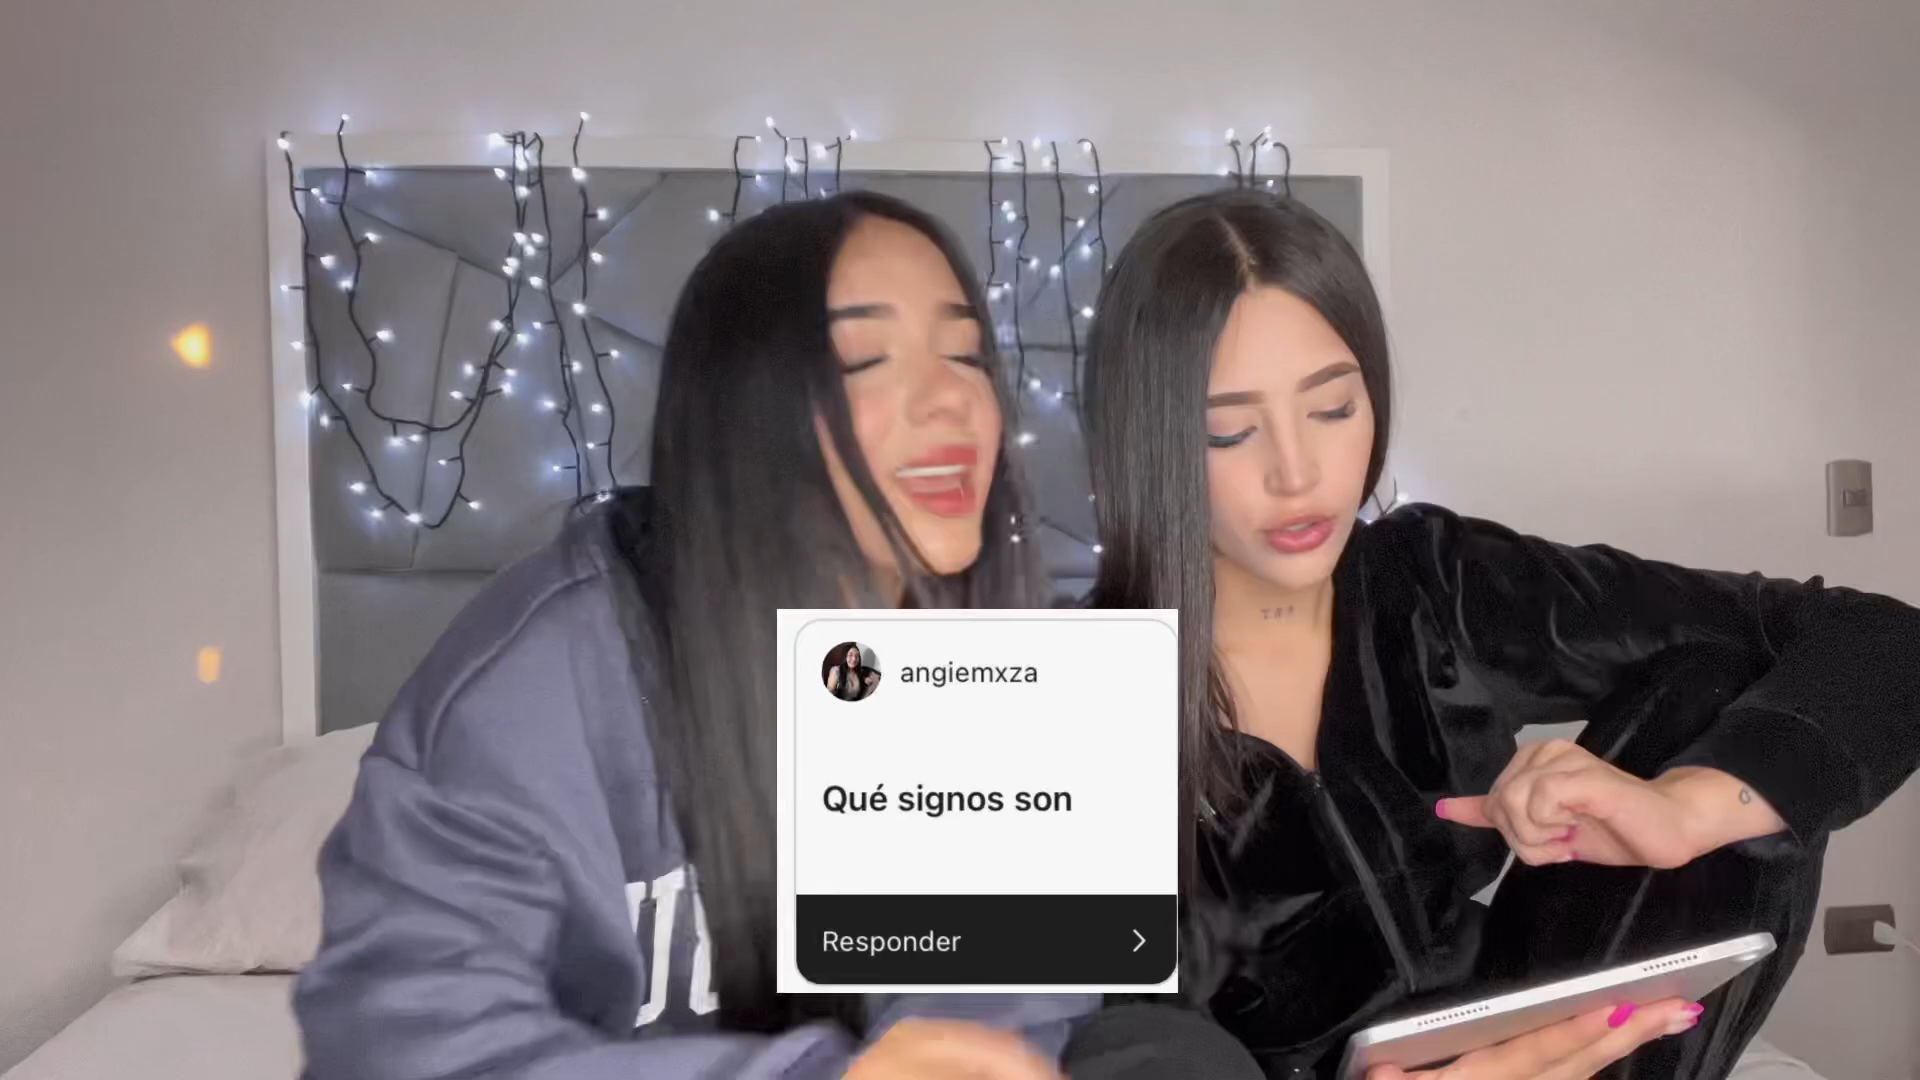 angiemxza
Qué signos son
Responder